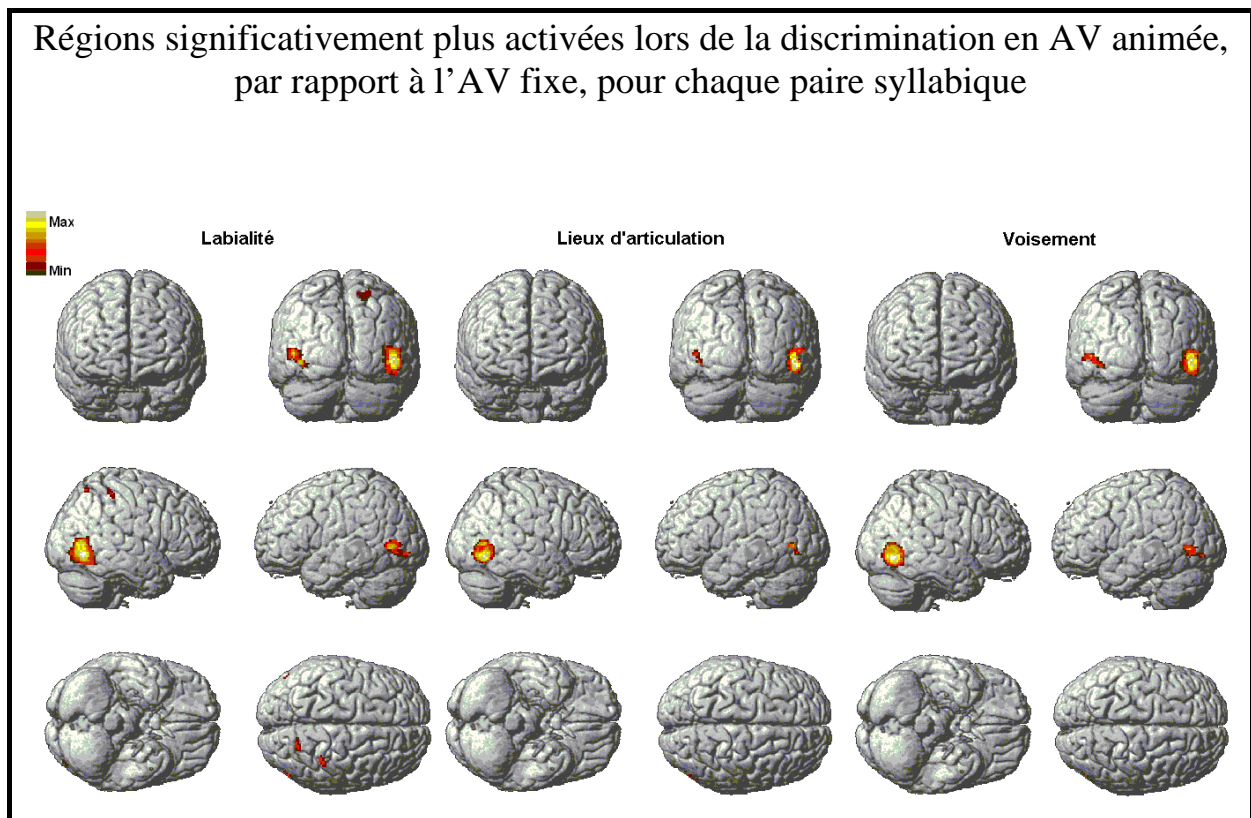 Régions significativement plus activées lors de la discrimination en AV animée,
par rapport à l’AV fixe, pour chaque paire syllabique
Max
Min
Labialité
Lieux d'articulation
Voisement